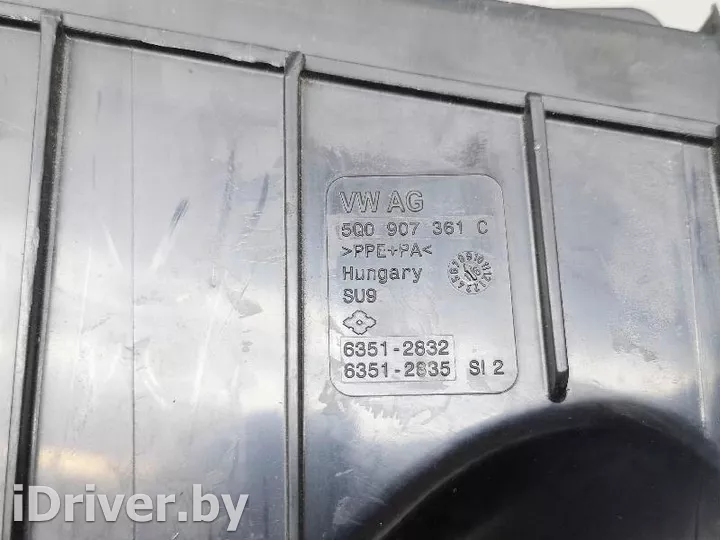 VW AG
5Q0 907 361 C
>PPE+PA<
Hungary
SU9
6351-2832
6351-2835 SI 2
iDriver.by